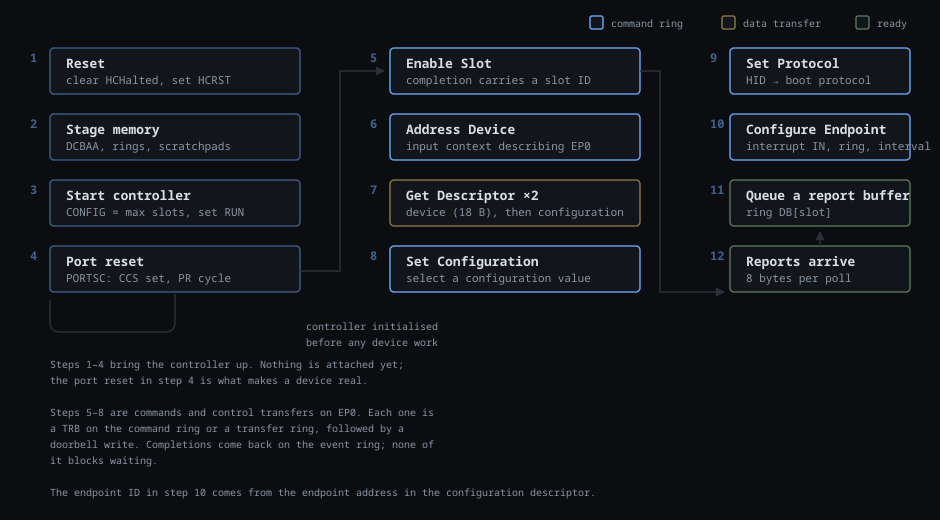 command ring
data transfer
ready
1
Reset
clear HCHalted, set HCRST
2
Stage memory
DCBAA, rings, scratchpads
3
Start controller
CONFIG = max slots, set RUN
4
Port reset
PORTSC: CCS set, PR cycle
5
Enable Slot
completion carries a slot ID
6
Address Device
input context describing EP0
7
Get Descriptor ×2
device (18 B), then configuration
8
Set Configuration
select a configuration value
9
Set Protocol
HID → boot protocol
10
Configure Endpoint
interrupt IN, ring, interval
11
Queue a report buffer
ring DB[slot]
12
Reports arrive
8 bytes per poll
controller initialised
before any device work
Steps 1–4 bring the controller up. Nothing is attached yet;
the port reset in step 4 is what makes a device real.
Steps 5–8 are commands and control transfers on EP0. Each one is
a TRB on the command ring or a transfer ring, followed by a
doorbell write. Completions come back on the event ring; none of
it blocks waiting.
The endpoint ID in step 10 comes from the endpoint address in the configuration descriptor.